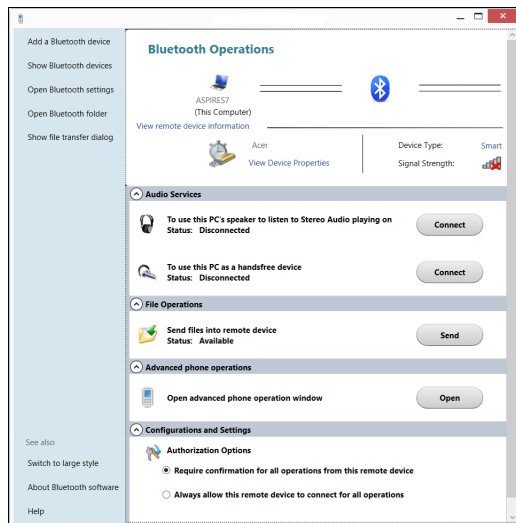 Add a Bluetooth device
Show Bluetooth devices
Open Bluetooth settings
Open Bluetooth folder
Show file transfer dialog
See also
Switch to large style
About Bluetooth software
Help
Bluetooth Operations
ASPIRES7
(This Computer)
View remote device information
Acer
View Device Properties
Device Type: Smart
Signal Strength:
Audio Services
To use this PC's speaker to listen to Stereo Audio playing on
Status: Disconnected
Connect
To use this PC as a handsfree device
Status: Disconnected
Connect
File Operations
Send files into remote device
Status: Available
Send
Advanced phone operations
Open advanced phone operation window
Open
Configurations and Settings
Authorization Options
Require confirmation for all operations from this remote device
Always allow this remote device to connect for all operations